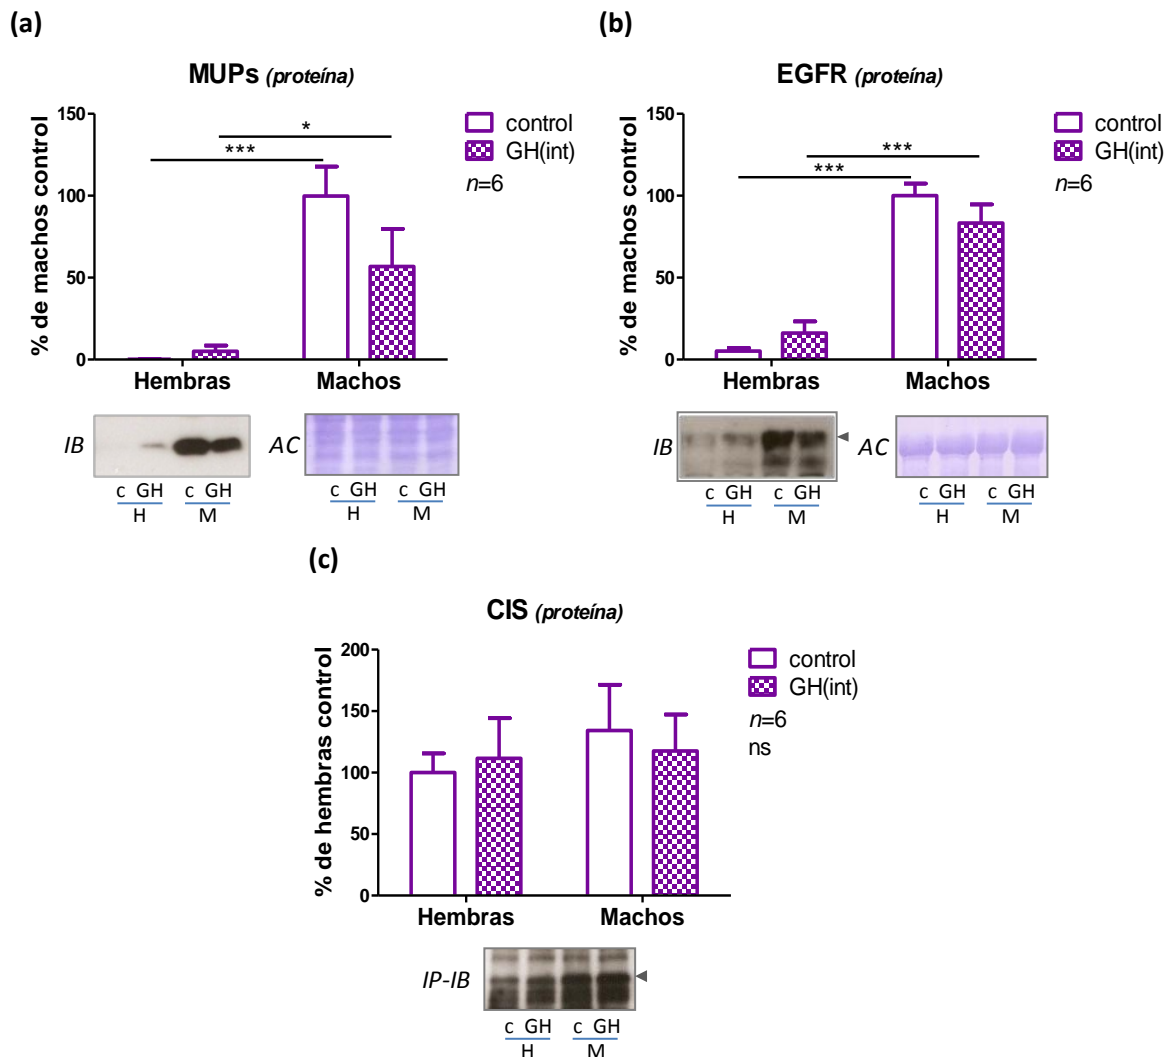 (a)
MUPs (proteína)
% de machos control
150
100
50
0
***
*
control
GH(int)
n=6
Hembras Machos
IB
c GH c GH
H M
AC
c GH c GH
H M
(b)
EGFR (proteína)
% de machos control
150
100
50
0
***
***
control
GH(int)
n=6
Hembras Machos
IB
c GH c GH
H M
AC
c GH c GH
H M
(c)
CIS (proteína)
% de hembras control
200
150
100
50
0
control
GH(int)
n=6
ns
Hembras Machos
IP-IB
c GH c GH
H M